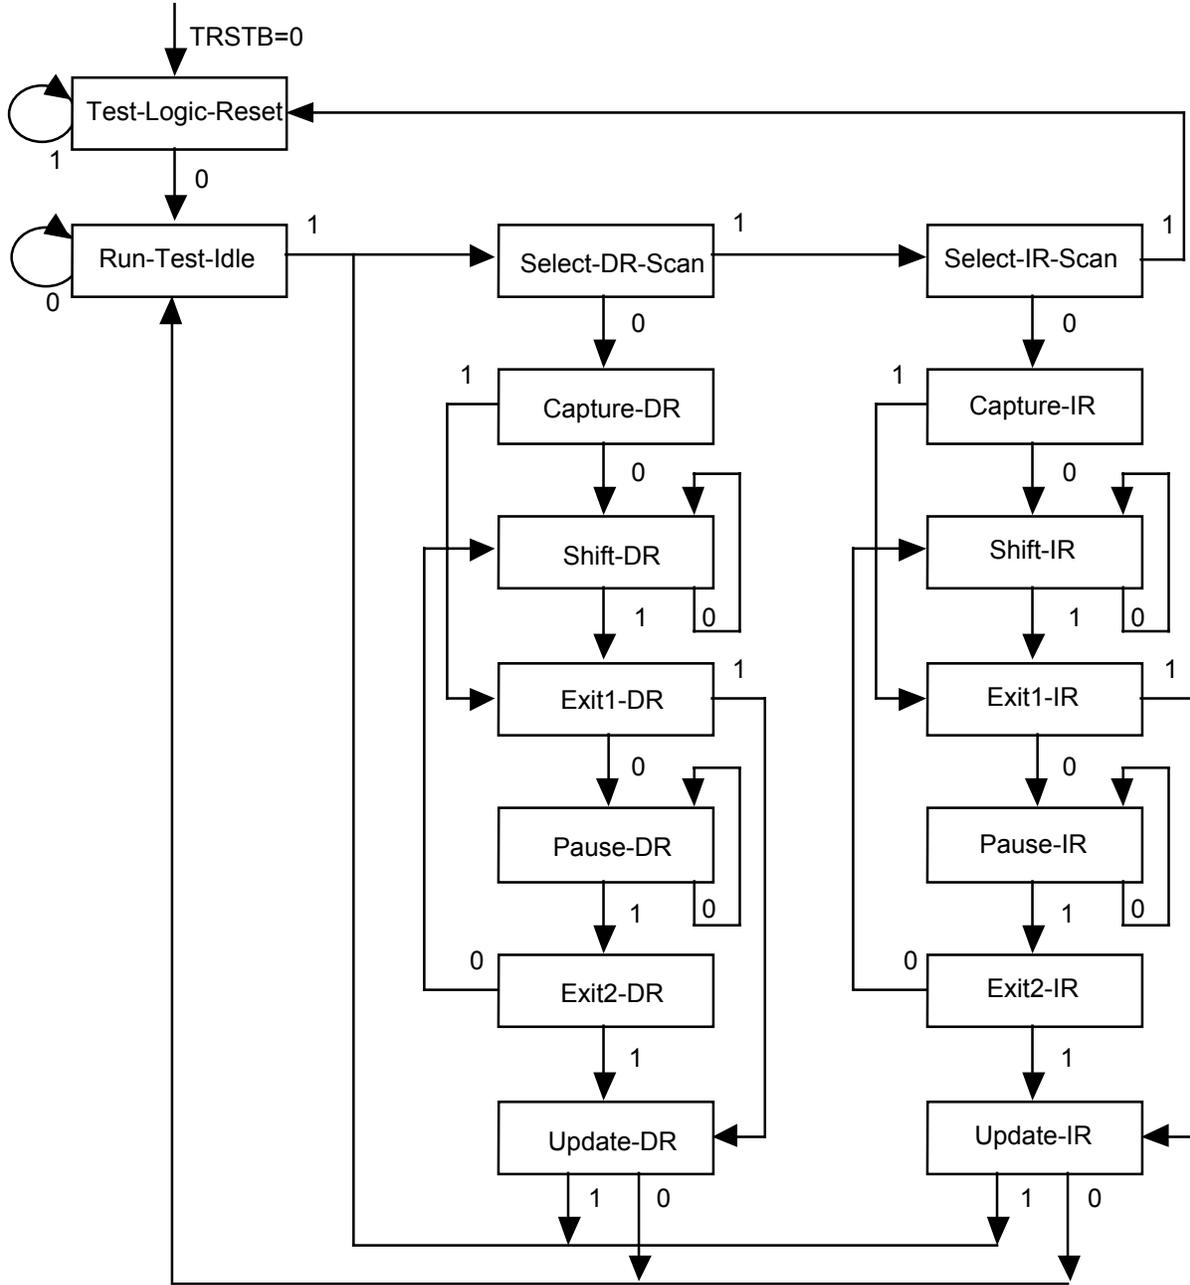 TRSTB=0
Test-Logic-Reset
1
0
1
1
1
Run-Test-Idle
Select-DR-Scan
Select-IR-Scan
0
0
0
1
1
Capture-DR
Capture-IR
0
0
Shift-DR
Shift-IR
1
0
1
0
1
1
Exit1-DR
Exit1-IR
0
0
Pause-DR
Pause-IR
1
0
1
0
0
0
Exit2-DR
Exit2-IR
1
1
Update-DR
Update-IR
1
0
1
0